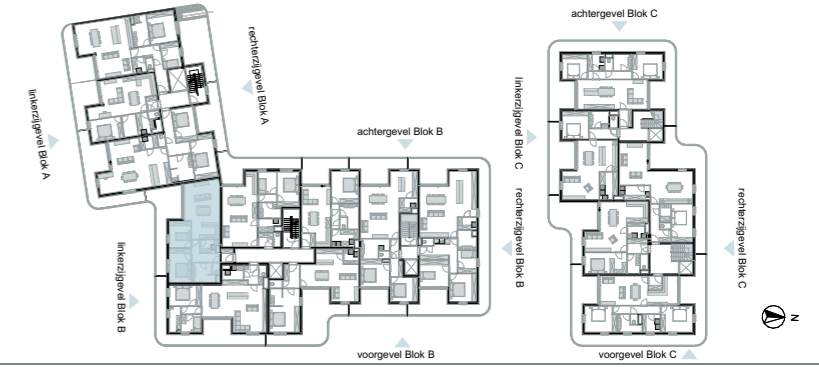 achtergevel Blok C
rechterzijgevel Blok A
linkerzijgevel Blok A
achtergevel Blok B
linkerzijgevel Blok C
rechterzijgevel Blok B
rechterzijgevel Blok C
linkerzijgevel Blok B
N
voorgevel Blok B
voorgevel Blok C